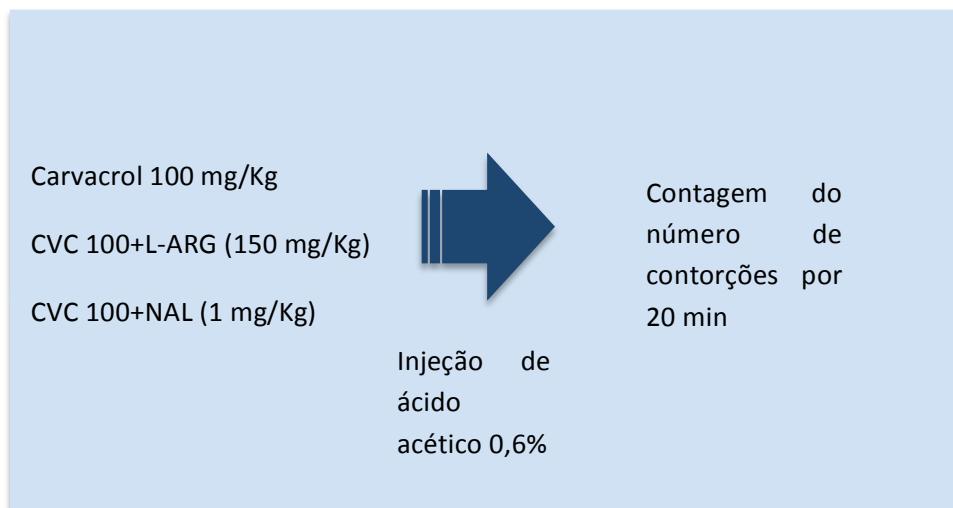 Carvacrol 100 mg/Kg
CVC 100+L-ARG (150 mg/Kg)
CVC 100+NAL (1 mg/Kg)
Injeção de
ácido
acético 0,6%
Contagem do
número de
contorções por
20 min